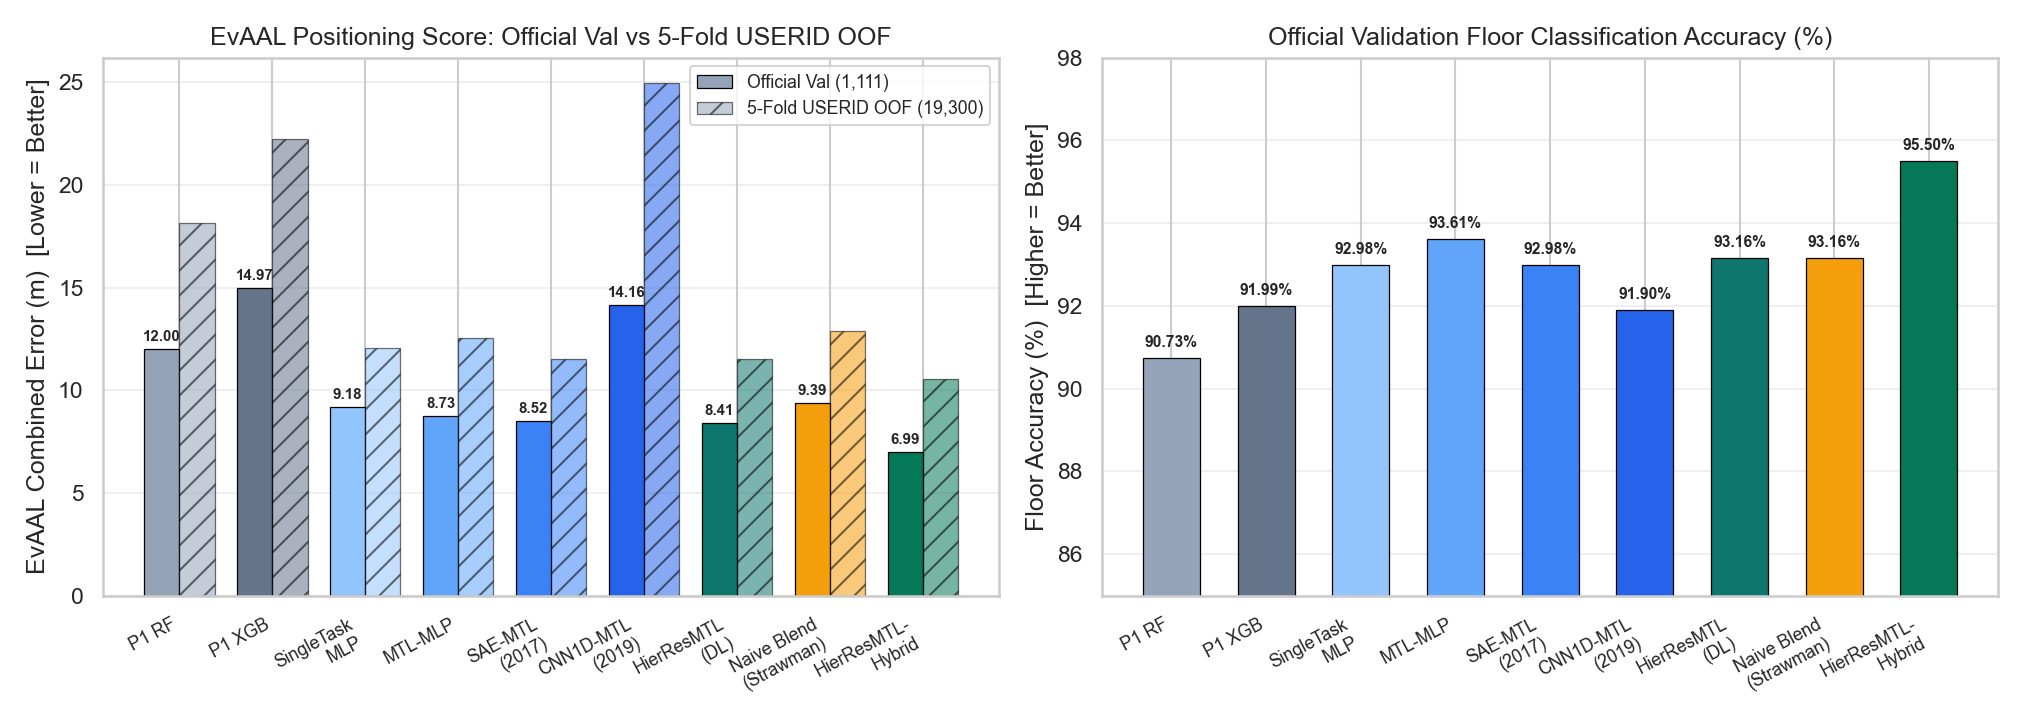 EvAAL Positioning Score: Official Val vs 5-Fold USERID OOF
EvAAL Combined Error (m)  [Lower = Better]
25
20
15
10
5
0
Official Val (1,111)
5-Fold USERID OOF (19,300)
12.00
14.97
9.18
8.73
8.52
14.16
8.41
9.39
6.99
P1 RF
P1 XGB
SingleTask
MLP
MTL-MLP
SAE-MTL
(2017)
CNN1D-MTL
(2019)
HierResMTL
(DL)
Naive Blend
(Strawman)
HierResMTL-
Hybrid
Official Validation Floor Classification Accuracy (%)
Floor Accuracy (%)  [Higher = Better]
98
96
94
92
90
88
86
90.73%
91.99%
92.98%
93.61%
92.98%
91.90%
93.16%
93.16%
95.50%
P1 RF
P1 XGB
SingleTask
MLP
MTL-MLP
SAE-MTL
(2017)
CNN1D-MTL
(2019)
HierResMTL
(DL)
Naive Blend
(Strawman)
HierResMTL-
Hybrid